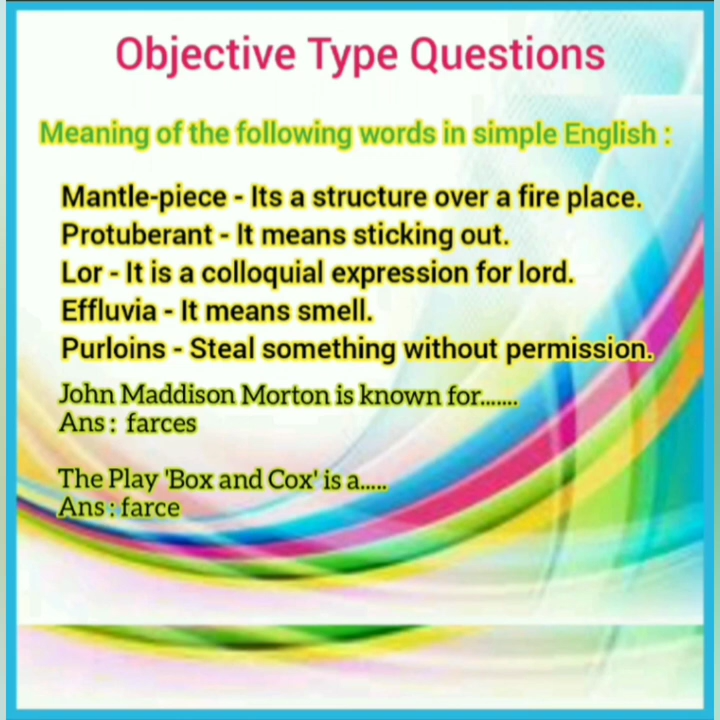 Objective Type Questions
Meaning of the following words in simple English :
Mantle-piece - Its a structure over a fire place.
Protuberant - It means sticking out.
Lor - It is a colloquial expression for lord.
Effluvia - It means smell.
Purloins - Steal something without permission.
John Maddison Morton is known for.......
Ans : farces
The Play 'Box and Cox' is a.....
Ans : farce